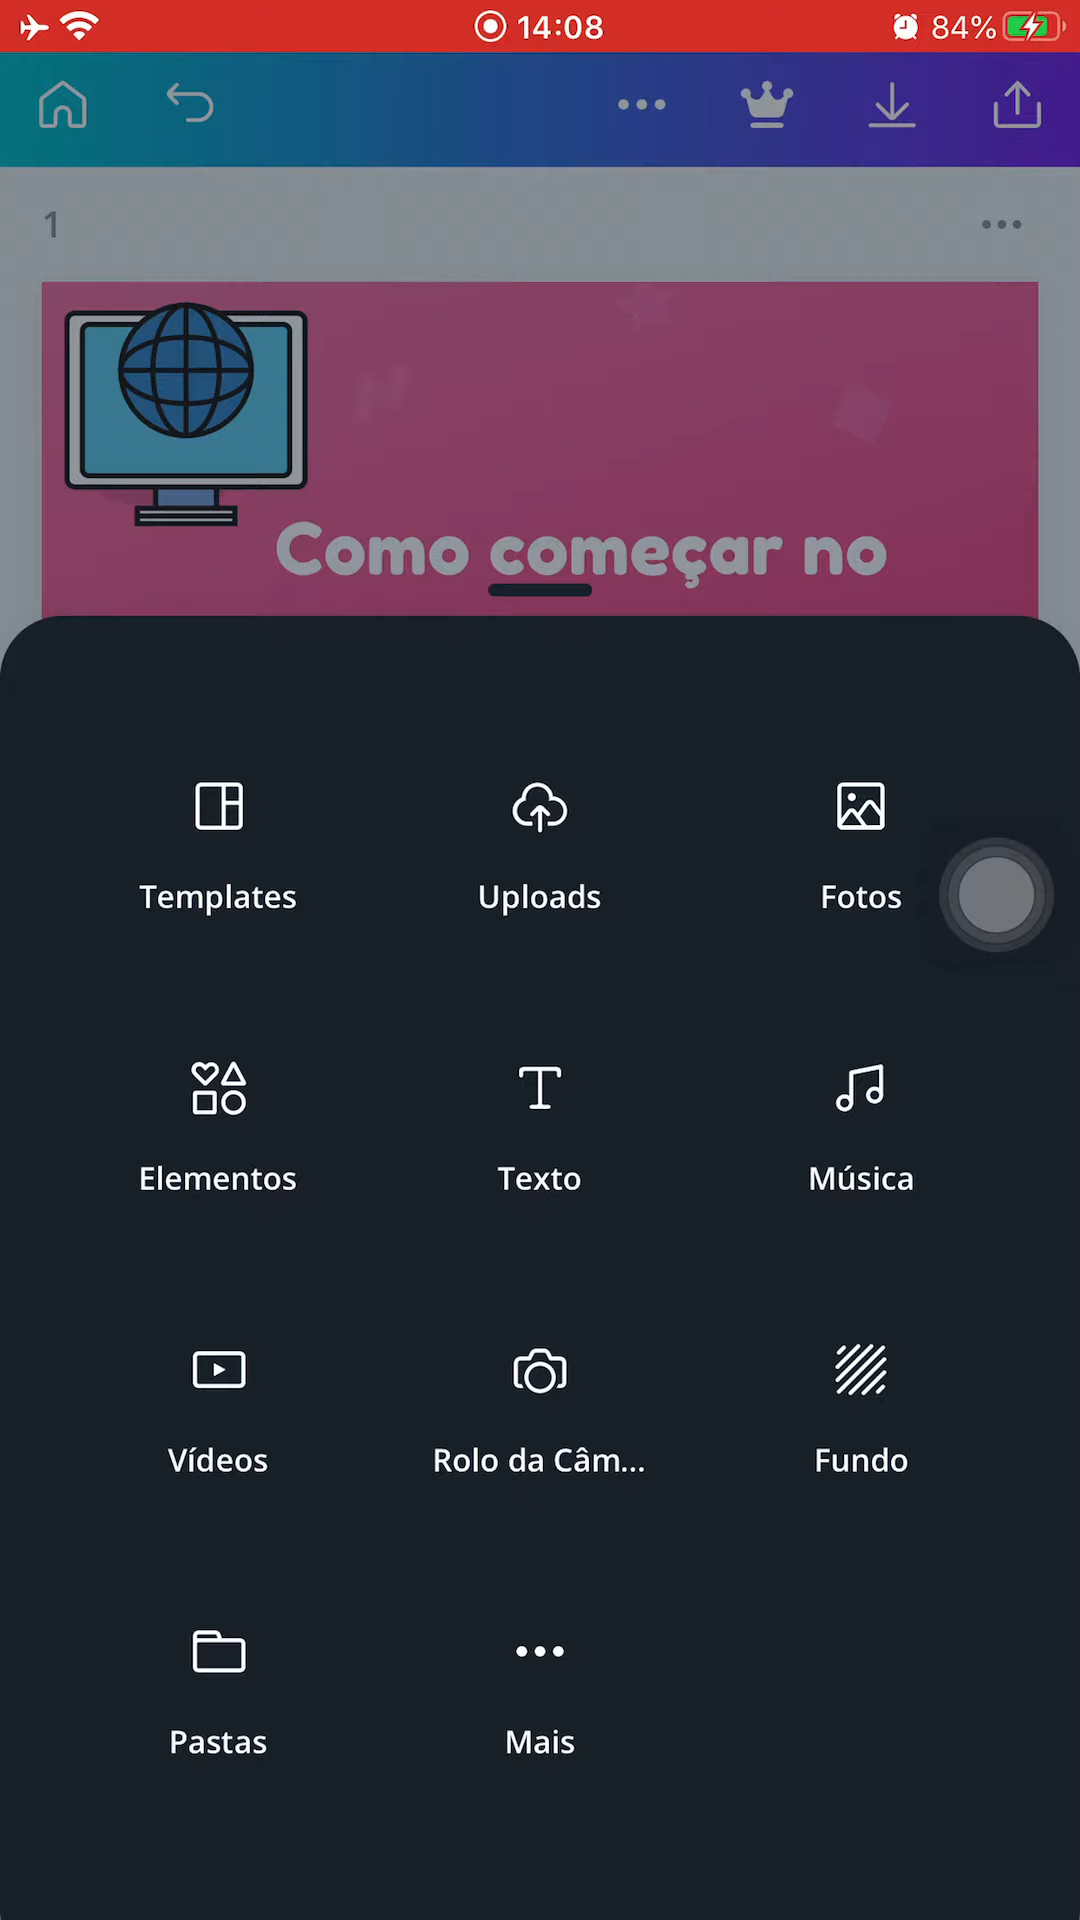 14:08
84%
1
Como começar no
Templates
Uploads
Fotos
Elementos
Texto
Música
Vídeos
Rolo da Câm...
Fundo
Pastas
Mais